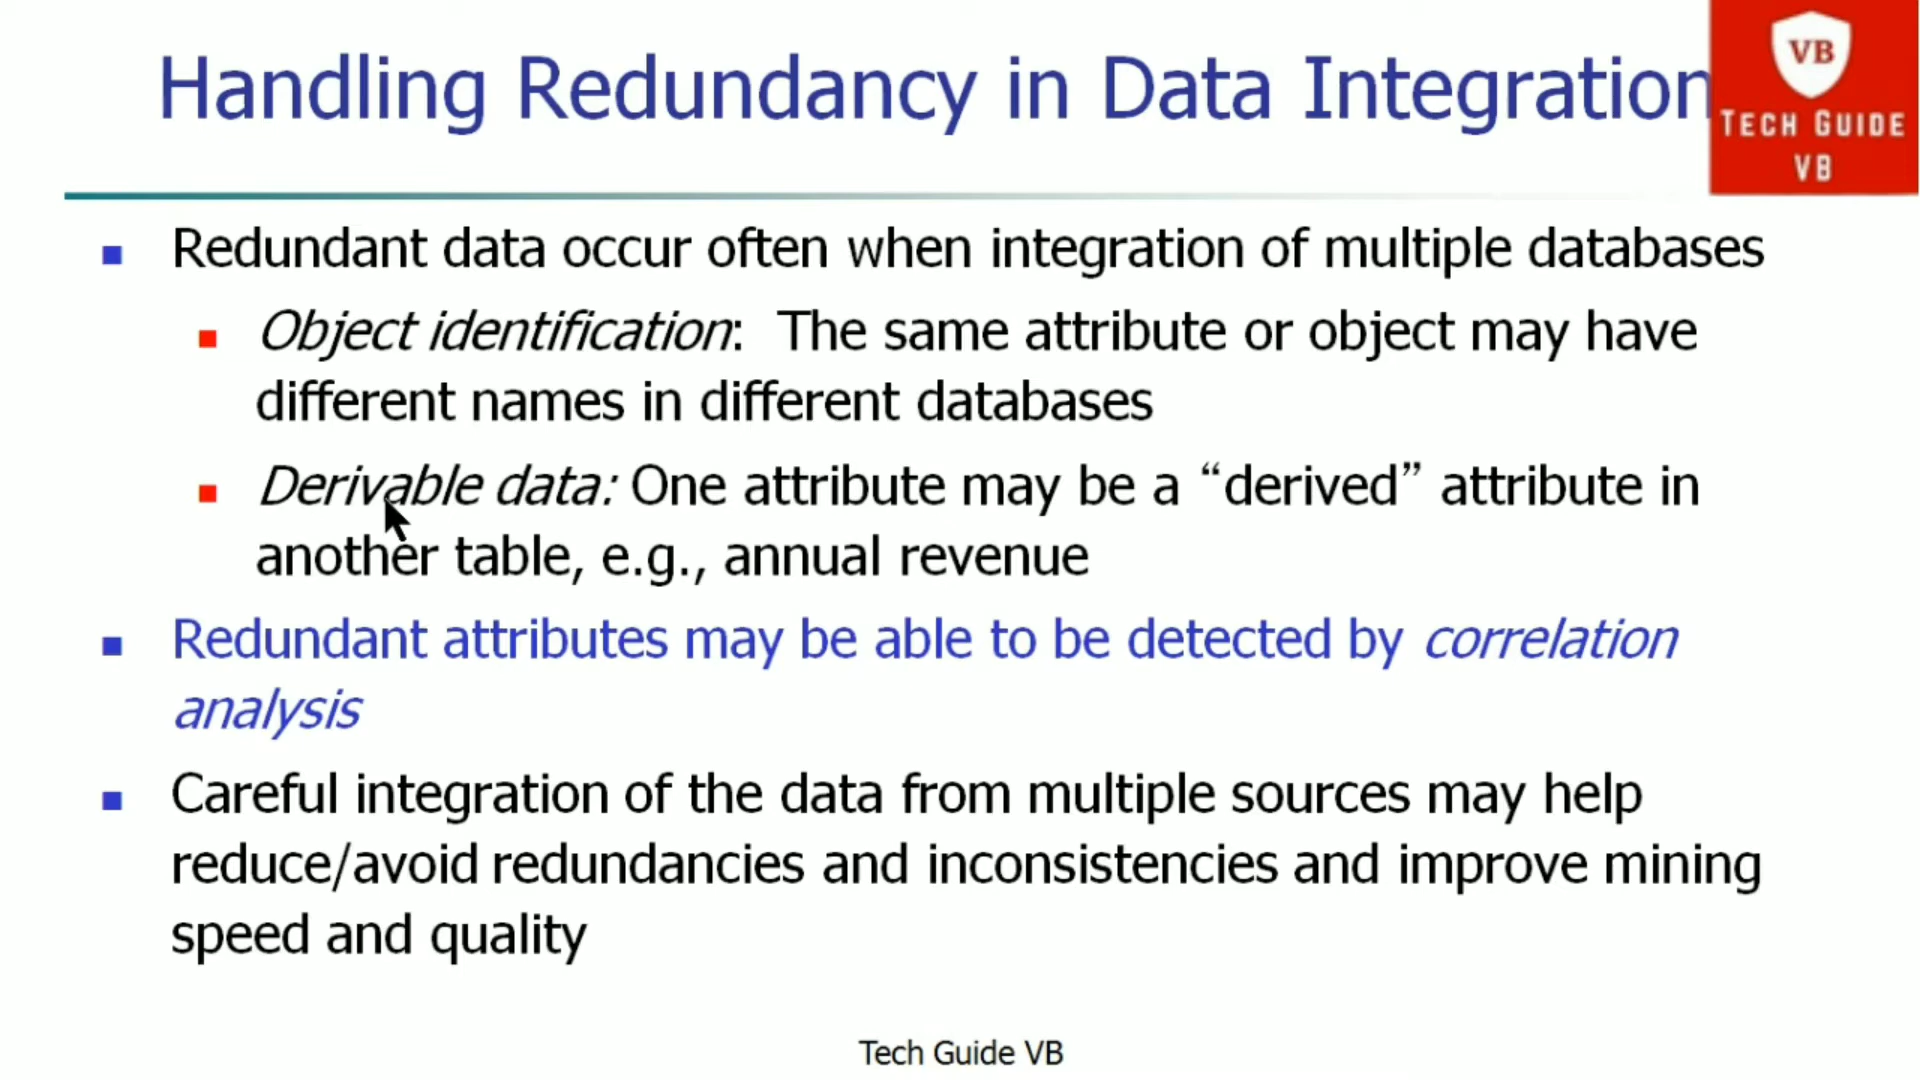 Handling Redundancy in Data Integration
VB
TECH GUIDE
VB
Redundant data occur often when integration of multiple databases
Object identification:  The same attribute or object may have
different names in different databases
Derivable data: One attribute may be a “derived” attribute in
another table, e.g., annual revenue
Redundant attributes may be able to be detected by correlation
analysis
Careful integration of the data from multiple sources may help
reduce/avoid redundancies and inconsistencies and improve mining
speed and quality
Tech Guide VB